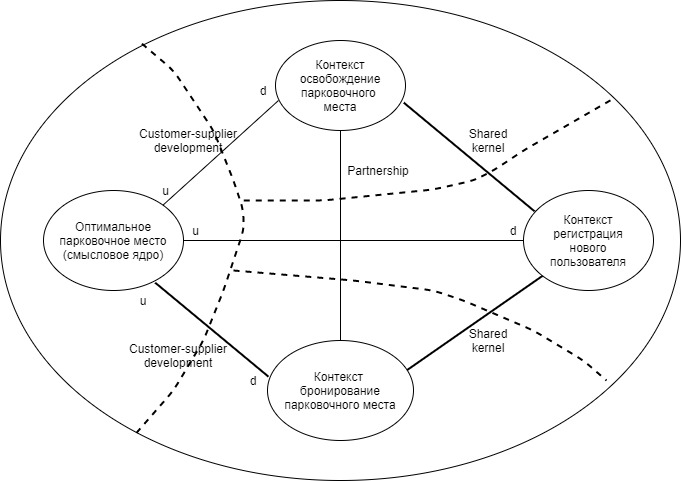 Контекст
освобождение
парковочного
места
d
Customer-supplier
development
Shared
kernel
Partnership
u
Оптимальное
парковочное место
(смысловое ядро)
u
d
Контекст
регистрация
нового
пользователя
u
Customer-supplier
development
Shared
kernel
d
Контекст
бронирование
парковочного места